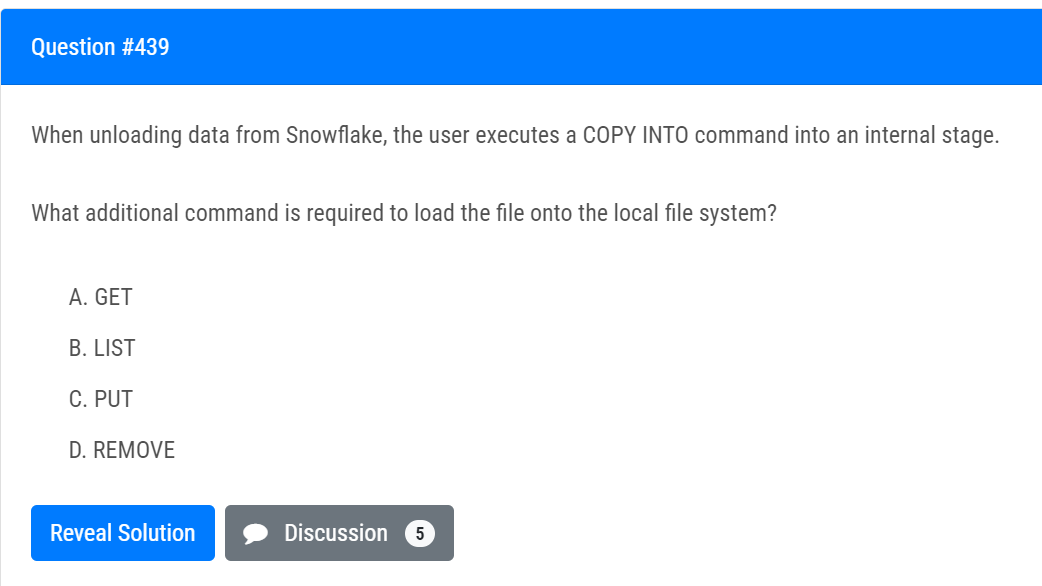 Question #439
When unloading data from Snowflake, the user executes a COPY INTO command into an internal stage.
What additional command is required to load the file onto the local file system?
A. GET
B. LIST
C. PUT
D. REMOVE
Reveal Solution
Discussion 5